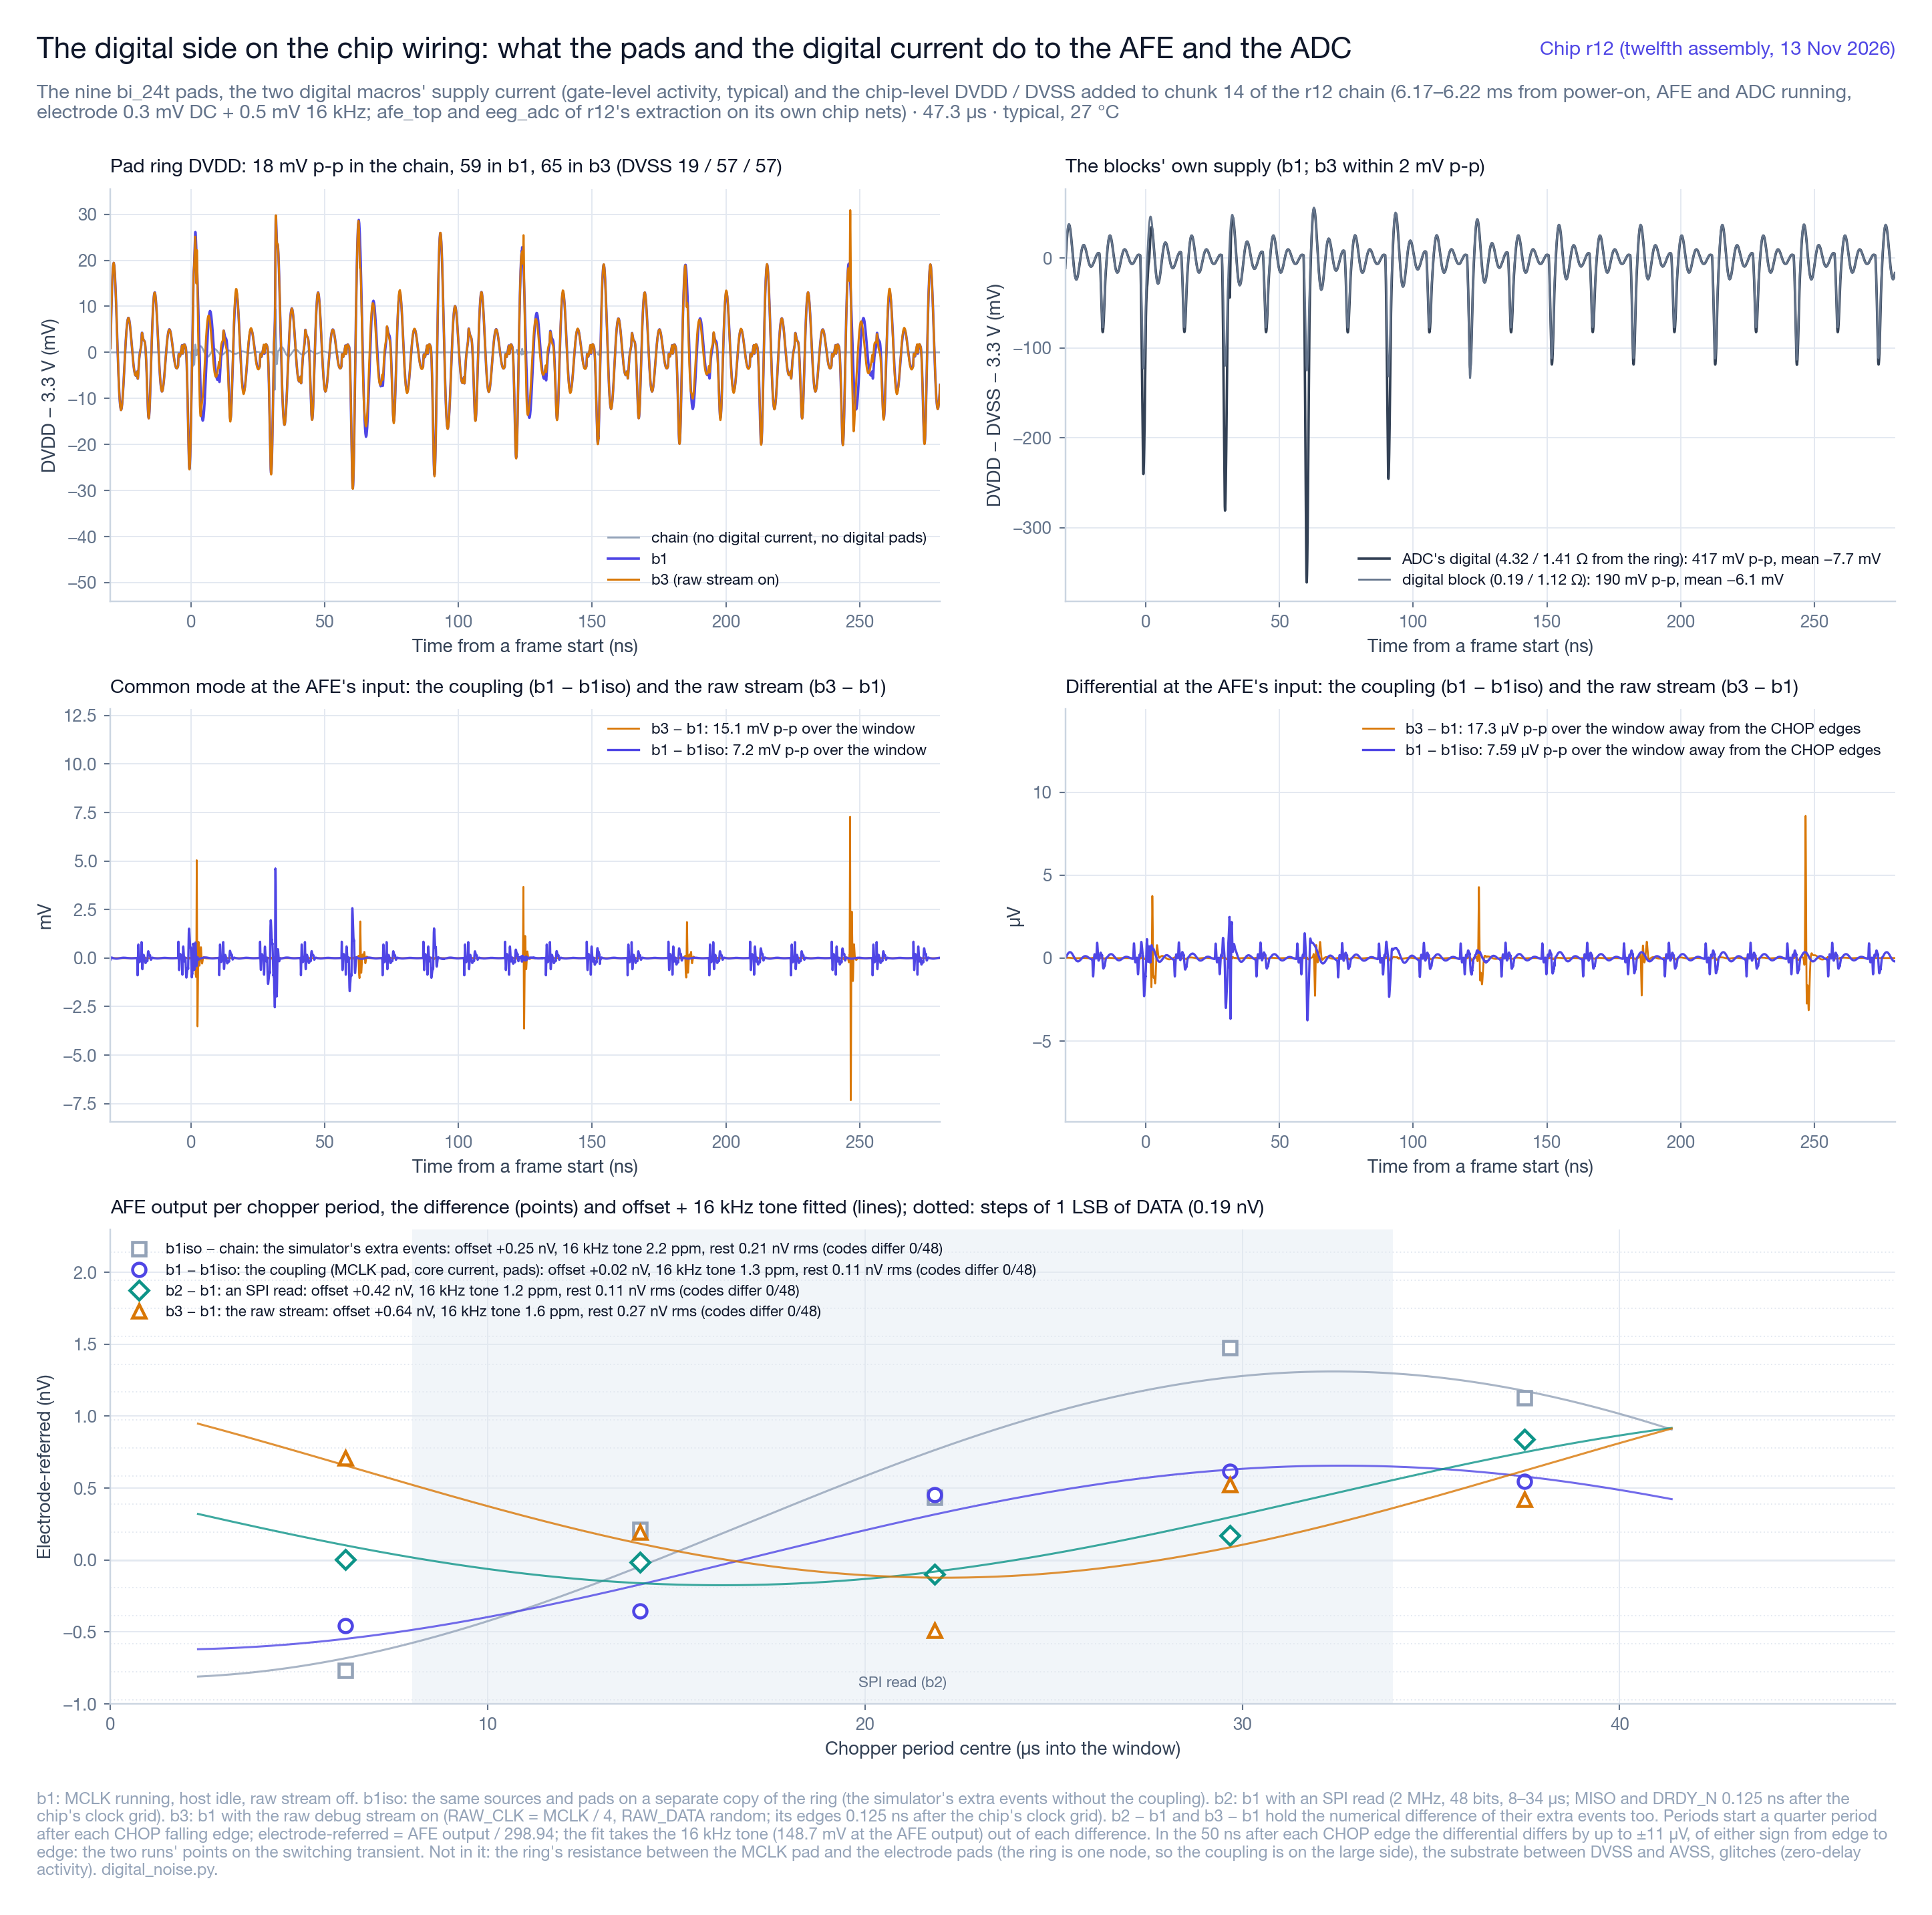 The digital side on the chip wiring: what the pads and the digital current do to the AFE and the ADC
Chip r12 (twelfth assembly, 13 Nov 2026)
The nine bi_24t pads, the two digital macros' supply current (gate-level activity, typical) and the chip-level DVDD / DVSS added to chunk 14 of the r12 chain (6.17–6.22 ms from power-on, AFE and ADC running,
electrode 0.3 mV DC + 0.5 mV 16 kHz; afe_top and eeg_adc of r12's extraction on its own chip nets) · 47.3 µs · typical, 27 °C
Pad ring DVDD: 18 mV p-p in the chain, 59 in b1, 65 in b3 (DVSS 19 / 57 / 57)
DVDD − 3.3 V (mV)
30
20
10
0
−10
−20
−30
−40
−50
chain (no digital current, no digital pads)
b1
b3 (raw stream on)
0 50 100 150 200 250
Time from a frame start (ns)
The blocks' own supply (b1; b3 within 2 mV p-p)
DVDD − DVSS − 3.3 V (mV)
0
−100
−200
−300
ADC's digital (4.32 / 1.41 Ω from the ring): 417 mV p-p, mean −7.7 mV
digital block (0.19 / 1.12 Ω): 190 mV p-p, mean −6.1 mV
0 50 100 150 200 250
Time from a frame start (ns)
Common mode at the AFE's input: the coupling (b1 − b1iso) and the raw stream (b3 − b1)
mV
12.5
10.0
7.5
5.0
2.5
0.0
−2.5
−5.0
−7.5
b3 − b1: 15.1 mV p-p over the window
b1 − b1iso: 7.2 mV p-p over the window
0 50 100 150 200 250
Time from a frame start (ns)
Differential at the AFE's input: the coupling (b1 − b1iso) and the raw stream (b3 − b1)
µV
10
5
0
−5
b3 − b1: 17.3 µV p-p over the window away from the CHOP edges
b1 − b1iso: 7.59 µV p-p over the window away from the CHOP edges
0 50 100 150 200 250
Time from a frame start (ns)
AFE output per chopper period, the difference (points) and offset + 16 kHz tone fitted (lines); dotted: steps of 1 LSB of DATA (0.19 nV)
Electrode-referred (nV)
2.0
1.5
1.0
0.5
0.0
−0.5
−1.0
b1iso − chain: the simulator's extra events: offset +0.25 nV, 16 kHz tone 2.2 ppm, rest 0.21 nV rms (codes differ 0/48)
b1 − b1iso: the coupling (MCLK pad, core current, pads): offset +0.02 nV, 16 kHz tone 1.3 ppm, rest 0.11 nV rms (codes differ 0/48)
b2 − b1: an SPI read: offset +0.42 nV, 16 kHz tone 1.2 ppm, rest 0.11 nV rms (codes differ 0/48)
b3 − b1: the raw stream: offset +0.64 nV, 16 kHz tone 1.6 ppm, rest 0.27 nV rms (codes differ 0/48)
SPI read (b2)
0 10 20 30 40
Chopper period centre (µs into the window)
b1: MCLK running, host idle, raw stream off. b1iso: the same sources and pads on a separate copy of the ring (the simulator's extra events without the coupling). b2: b1 with an SPI read (2 MHz, 48 bits, 8–34 µs; MISO and DRDY_N 0.125 ns after the
chip's clock grid). b3: b1 with the raw debug stream on (RAW_CLK = MCLK / 4, RAW_DATA random; its edges 0.125 ns after the chip's clock grid). b2 − b1 and b3 − b1 hold the numerical difference of their extra events too. Periods start a quarter period
after each CHOP falling edge; electrode-referred = AFE output / 298.94; the fit takes the 16 kHz tone (148.7 mV at the AFE output) out of each difference. In the 50 ns after each CHOP edge the differential differs by up to ±11 µV, of either sign from edge to
edge: the two runs' points on the switching transient. Not in it: the ring's resistance between the MCLK pad and the electrode pads (the ring is one node, so the coupling is on the large side), the substrate between DVSS and AVSS, glitches (zero-delay
activity). digital_noise.py.